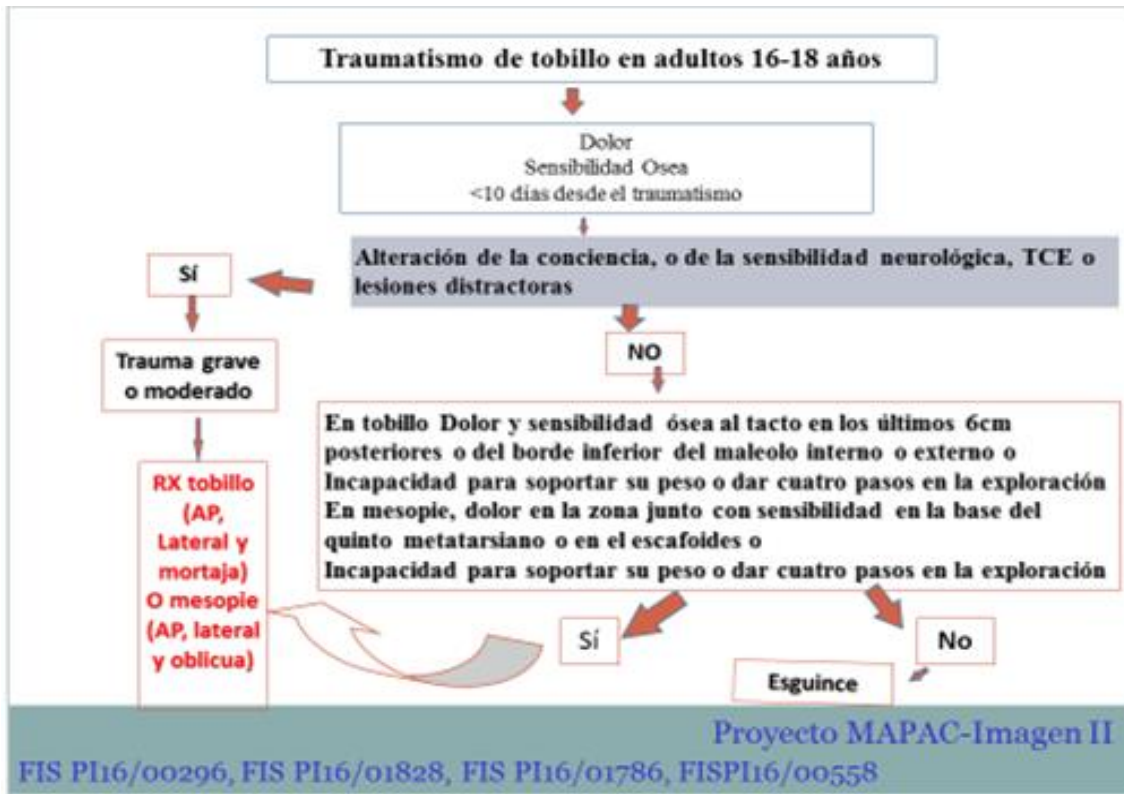 Traumatismo de tobillo en adultos 16-18 años
Dolor
Sensibilidad Osea
<10 días desde el traumatismo
Alteración de la conciencia, o de la sensibilidad neurológica, TCE o
lesiones distractoras
Sí
NO
Trauma grave
o moderado
En tobillo Dolor y sensibilidad ósea al tacto en los últimos 6cm
posteriores o del borde inferior del maleolo interno o externo o
Incapacidad para soportar su peso o dar cuatro pasos en la exploración
En mesopie, dolor en la zona junto con sensibilidad en la base del
quinto metatarsiano o en el escafoides o
Incapacidad para soportar su peso o dar cuatro pasos en la exploración
RX tobillo
(AP,
Lateral y
mortaja)
O mesopie
(AP, lateral
y oblicua)
Sí
No
Esguince
Proyecto MAPAC-Imagen II
FIS PI16/00296, FIS PI16/01828, FIS PI16/01786, FISPI16/00558